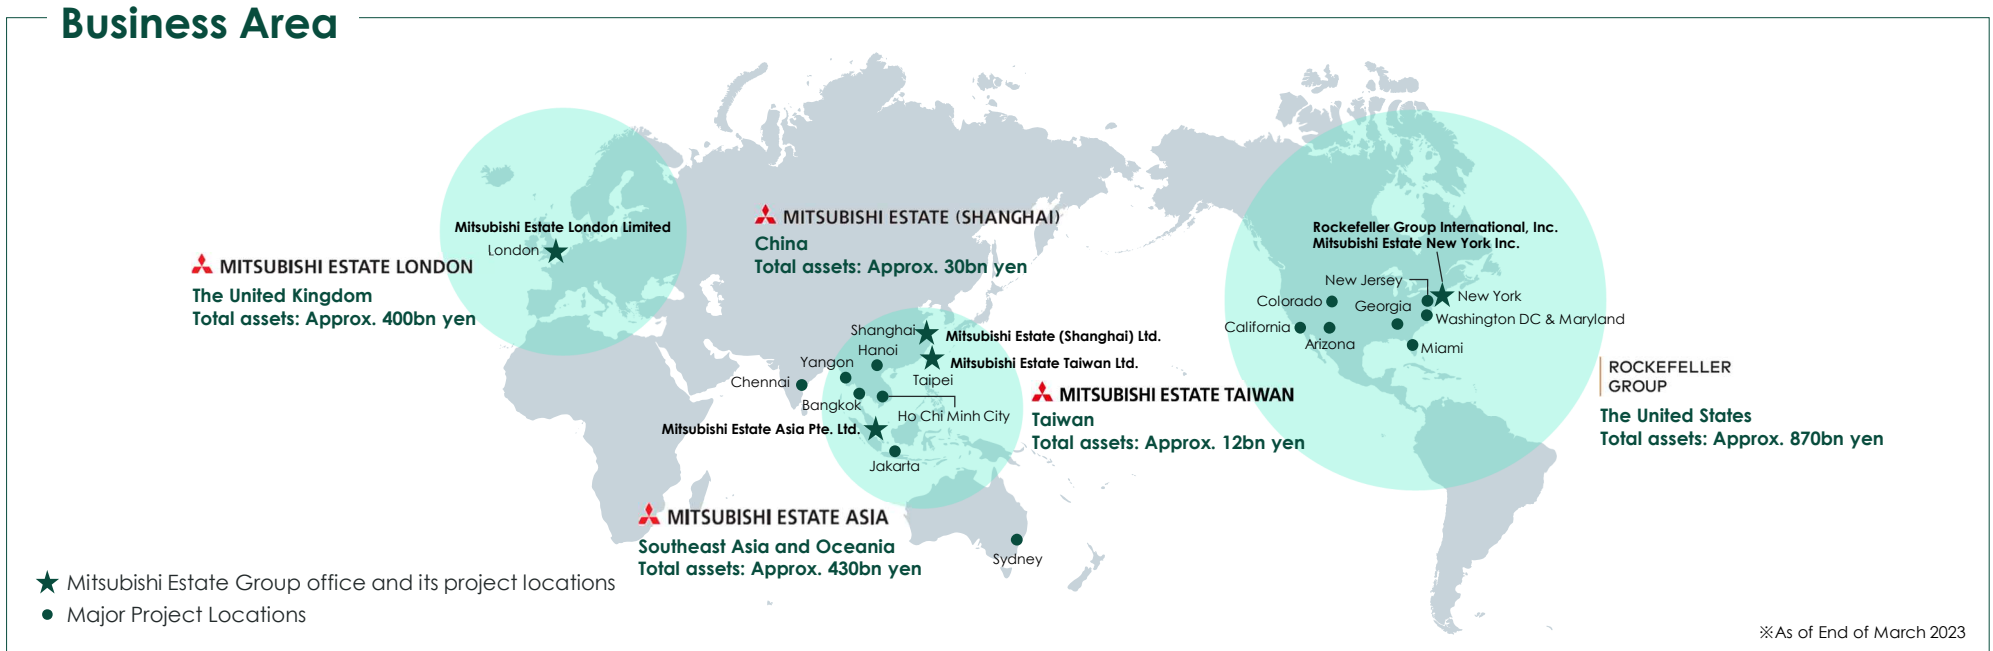 Business Area
Mitsubishi Estate London Limited
London
MITSUBISHI ESTATE LONDON
The United Kingdom
Total assets: Approx. 400bn yen
MITSUBISHI ESTATE (SHANGHAI)
China
Total assets: Approx. 30bn yen
Shanghai
Mitsubishi Estate (Shanghai) Ltd.
Hanoi
Yangon
Mitsubishi Estate Taiwan Ltd.
Taipei
Chennai
Bangkok
Ho Chi Minh City
Mitsubishi Estate Asia Pte. Ltd.
Jakarta
MITSUBISHI ESTATE TAIWAN
Taiwan
Total assets: Approx. 12bn yen
MITSUBISHI ESTATE ASIA
Southeast Asia and Oceania
Total assets: Approx. 430bn yen
Sydney
Rockefeller Group International, Inc.
Mitsubishi Estate New York Inc.
New Jersey
New York
Colorado
Georgia
Washington DC & Maryland
California
Arizona
Miami
ROCKEFELLER
GROUP
The United States
Total assets: Approx. 870bn yen
★ Mitsubishi Estate Group office and its project locations
● Major Project Locations
※As of End of March 2023